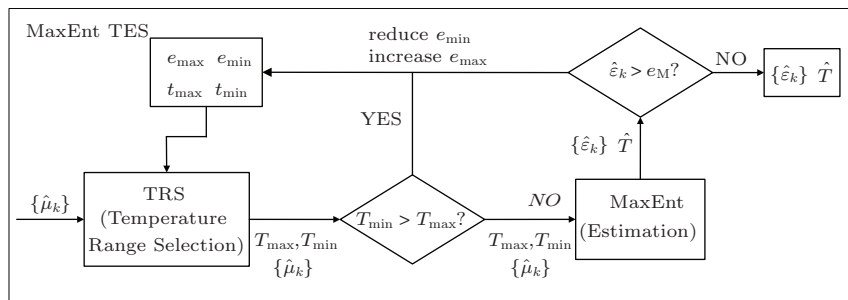 MaxEnt TES
e_max e_min
t_max t_min
reduce e_min
increase e_max
ε̂_k > e_M?
NO
{ε̂_k} T̂
YES
{ε̂_k} T̂
{μ̂_k}
TRS
(Temperature
Range Selection)
T_max,T_min
{μ̂_k}
T_min > T_max?
NO
T_max,T_min
{μ̂_k}
MaxEnt
(Estimation)